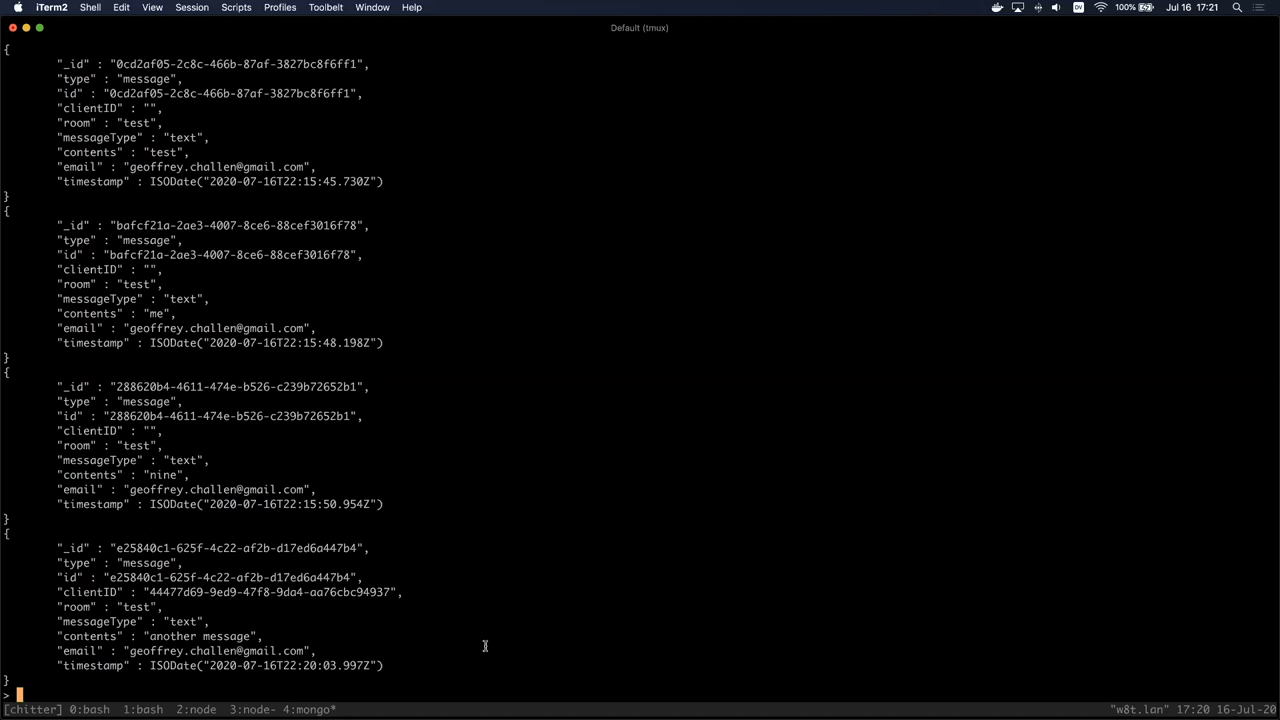 iTerm2 Shell Edit View Session Scripts Profiles Toolbelt Window Help 100% Jul 16 17:21
Default (tmux)
{
"_id" : "0cd2af05-2c8c-466b-87af-3827bc8f6ff1",
"type" : "message",
"id" : "0cd2af05-2c8c-466b-87af-3827bc8f6ff1",
"clientID" : "",
"room" : "test",
"messageType" : "text",
"contents" : "test",
"email" : "geoffrey.challen@gmail.com",
"timestamp" : ISODate("2020-07-16T22:15:45.730Z")
}
{
"_id" : "bafcf21a-2ae3-4007-8ce6-88cef3016f78",
"type" : "message",
"id" : "bafcf21a-2ae3-4007-8ce6-88cef3016f78",
"clientID" : "",
"room" : "test",
"messageType" : "text",
"contents" : "me",
"email" : "geoffrey.challen@gmail.com",
"timestamp" : ISODate("2020-07-16T22:15:48.198Z")
}
{
"_id" : "288620b4-4611-474e-b526-c239b72652b1",
"type" : "message",
"id" : "288620b4-4611-474e-b526-c239b72652b1",
"clientID" : "",
"room" : "test",
"messageType" : "text",
"contents" : "nine",
"email" : "geoffrey.challen@gmail.com",
"timestamp" : ISODate("2020-07-16T22:15:50.954Z")
}
{
"_id" : "e25840c1-625f-4c22-af2b-d17ed6a447b4",
"type" : "message",
"id" : "e25840c1-625f-4c22-af2b-d17ed6a447b4",
"clientID" : "44477d69-9ed9-47f8-9da4-aa76cbc94937",
"room" : "test",
"messageType" : "text",
"contents" : "another message",
"email" : "geoffrey.challen@gmail.com",
"timestamp" : ISODate("2020-07-16T22:20:03.997Z")
}
>
[chitter] 0:bash 1:bash 2:node 3:node- 4:mongo* "w8t.lan" 17:20 16-Jul-20